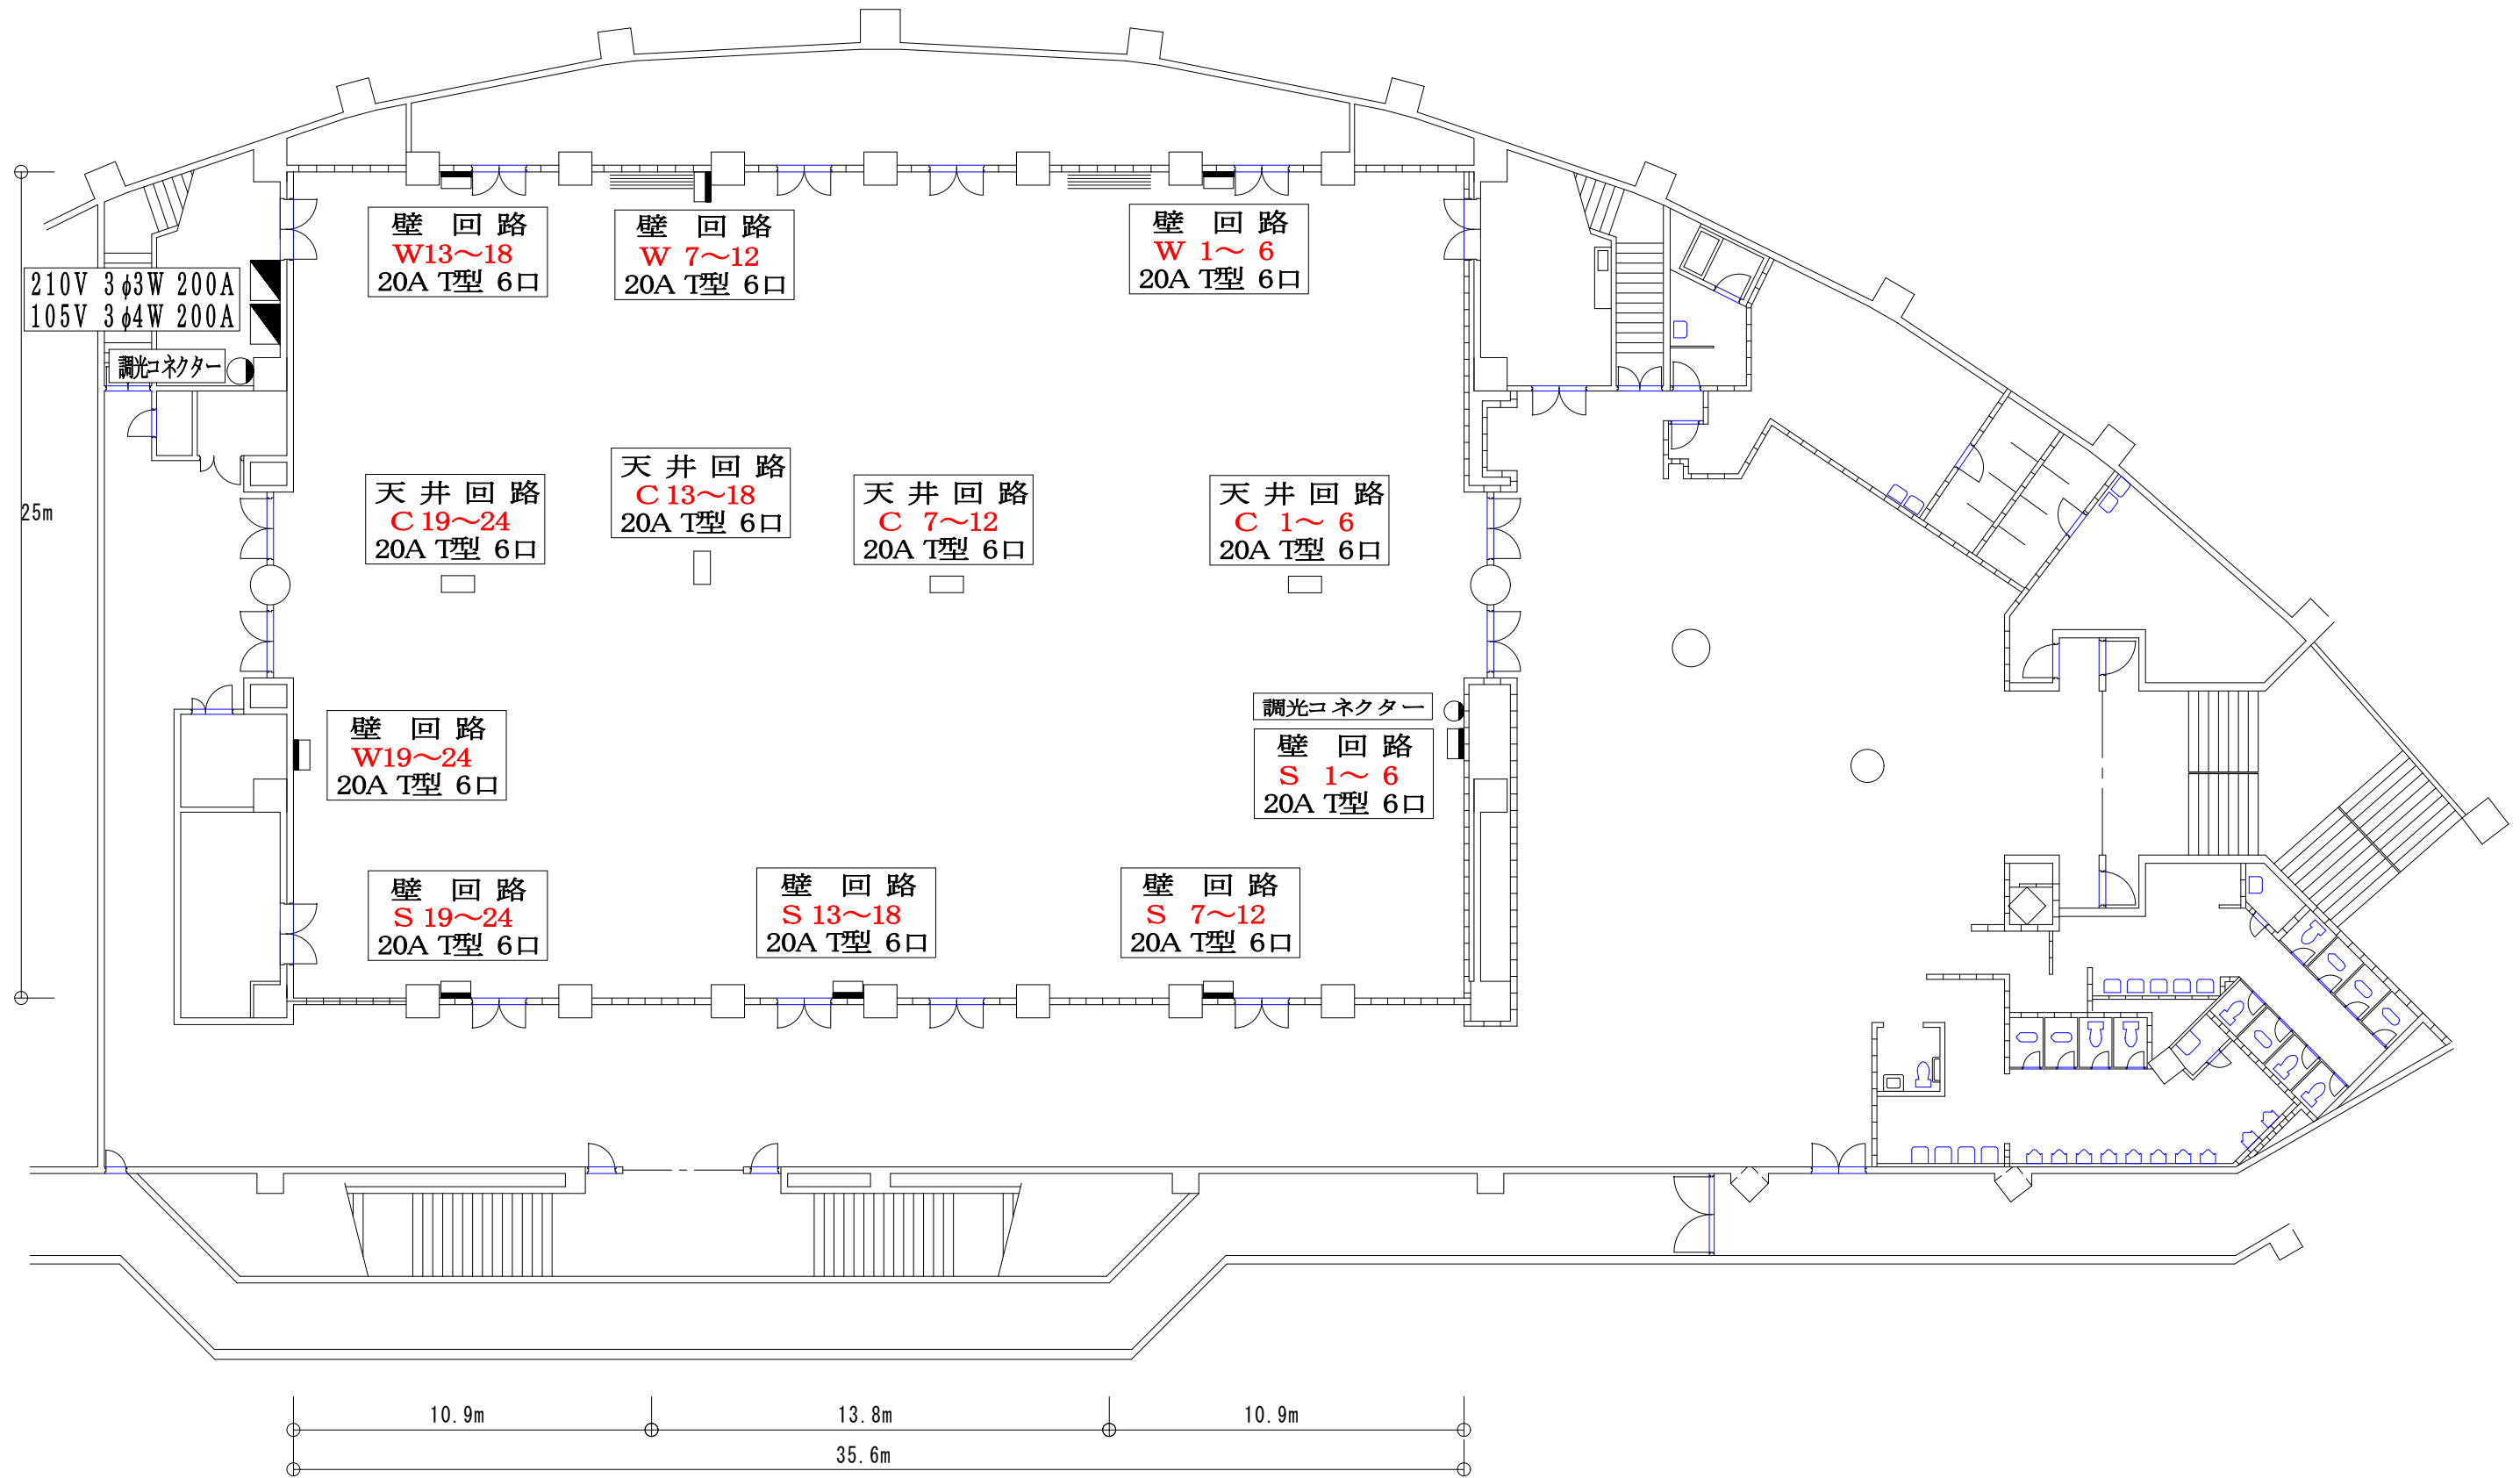 壁 回 路
W13～18
20A T型 6口
壁 回 路
W 7～12
20A T型 6口
壁 回 路
W 1～ 6
20A T型 6口
210V 3φ3W 200A
105V 3φ4W 200A
調光コネクター
25m
天 井 回 路
C 19～24
20A T型 6口
天 井 回 路
C 13～18
20A T型 6口
天 井 回 路
C 7～12
20A T型 6口
天 井 回 路
C 1～ 6
20A T型 6口
壁 回 路
W19～24
20A T型 6口
調光コネクター
壁 回 路
S 1～ 6
20A T型 6口
壁 回 路
S 19～24
20A T型 6口
壁 回 路
S 13～18
20A T型 6口
壁 回 路
S 7～12
20A T型 6口
10.9m
13.8m
10.9m
35.6m